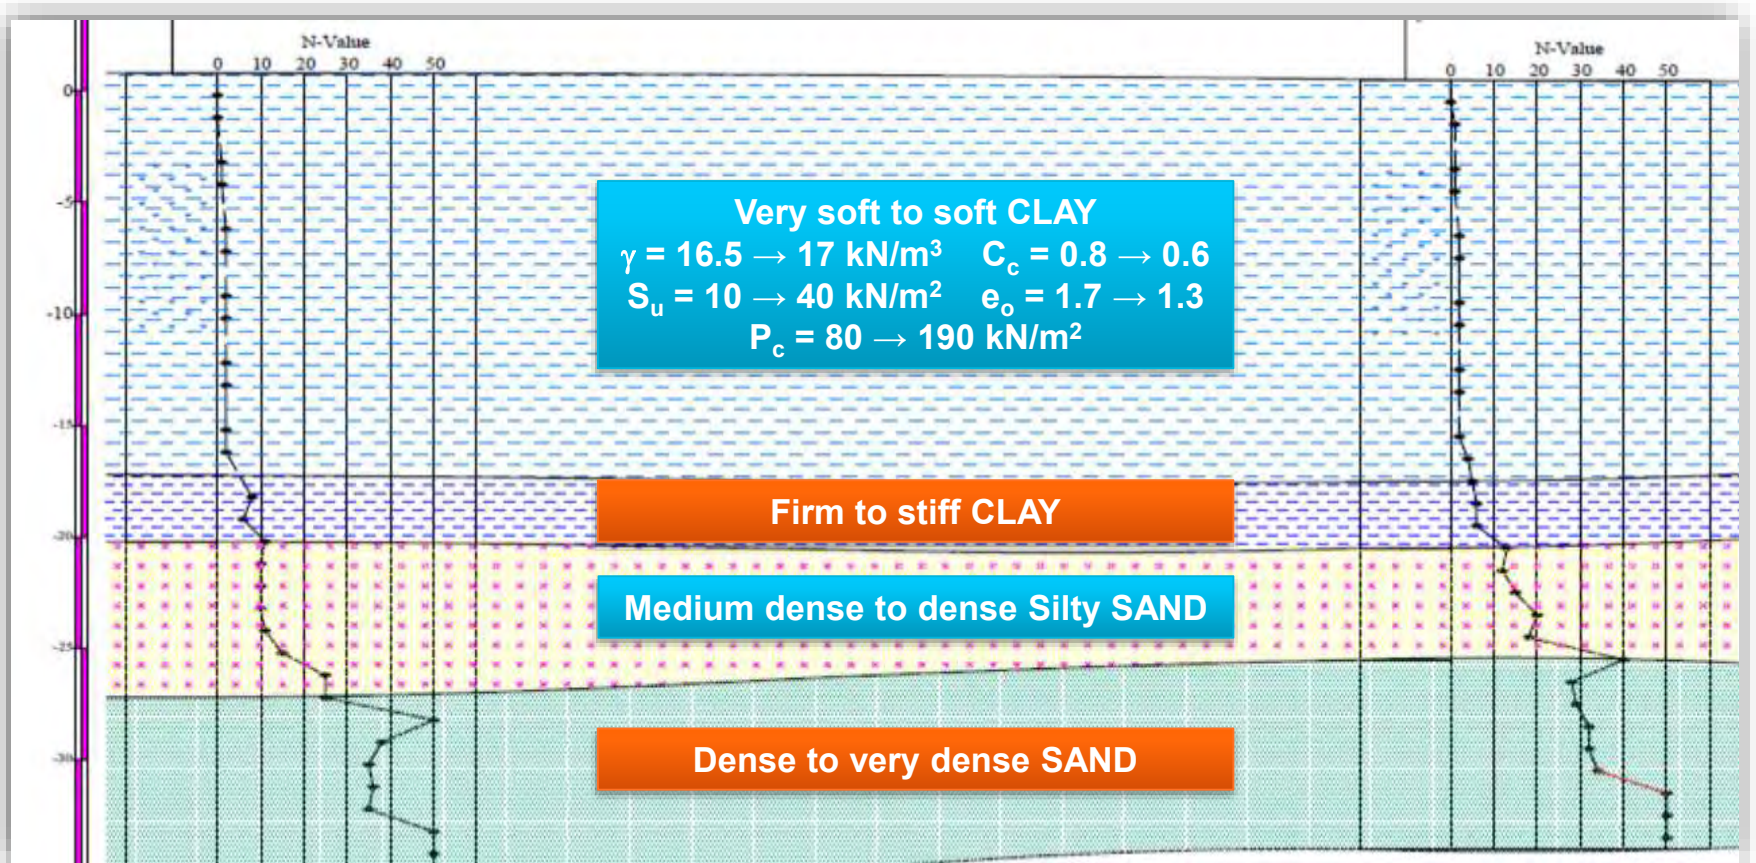 N-Value
0 10 20 30 40 50
N-Value
0 10 20 30 40 50
0
-5
-10
-15
-20
-25
-30
Very soft to soft CLAY
γ = 16.5 → 17 kN/m³ C꜀ = 0.8 → 0.6
Sᵤ = 10 → 40 kN/m² eₒ = 1.7 → 1.3
P꜀ = 80 → 190 kN/m²
Firm to stiff CLAY
Medium dense to dense Silty SAND
Dense to very dense SAND